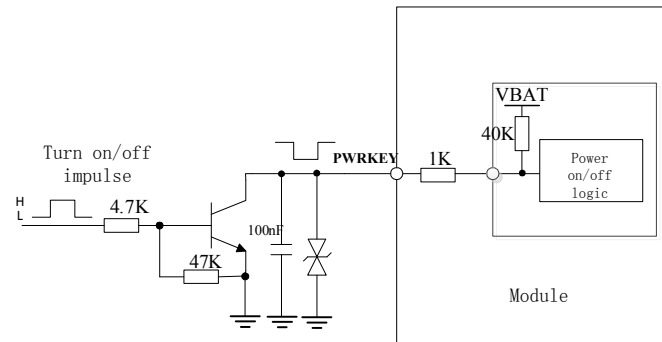 VBAT
40K
Turn on/off
impulse
PWRKEY
1K
Power
on/off
logic
H
L
4.7K
100nF
47K
Module